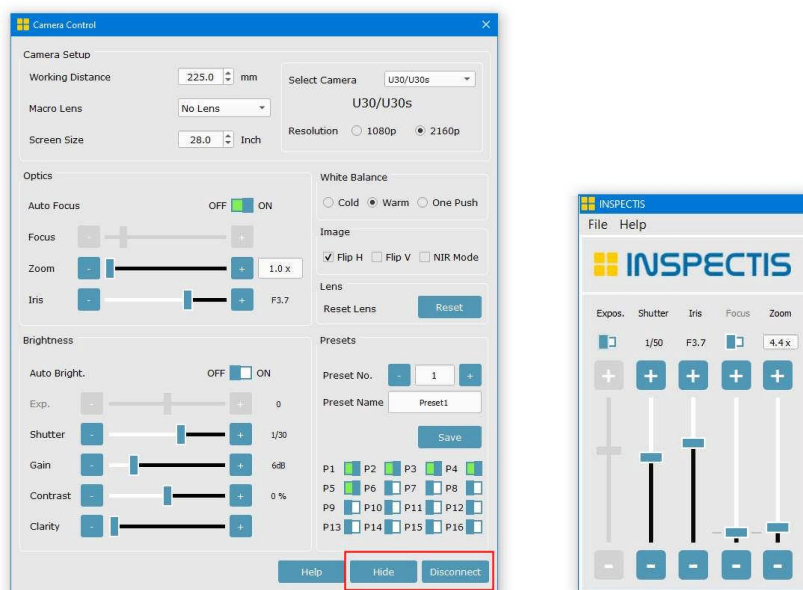 Camera Control
Camera Setup
Working Distance 225.0 mm
Macro Lens No Lens
Screen Size 28.0 Inch
Select Camera U30/U30s
U30/U30s
Resolution 1080p 2160p
Optics
Auto Focus OFF ON
Focus - +
Zoom - + 1.0 x
Iris - + F3.7
White Balance
Cold Warm One Push
Image
Flip H Flip V NIR Mode
Lens
Reset Lens Reset
Brightness
Auto Bright. OFF ON
Exp. - + 0
Shutter - + 1/30
Gain - + 6dB
Contrast - + 0 %
Clarity - +
Presets
Preset No. - 1 +
Preset Name Preset1
Save
P1 P2 P3 P4
P5 P6 P7 P8
P9 P10 P11 P12
P13 P14 P15 P16
Help Hide Disconnect
INSPECTIS
File Help
INSPECTIS
Expos. Shutter Iris Focus Zoom
1/50 F3.7 4.4 x
+ + + + +
- - - - -